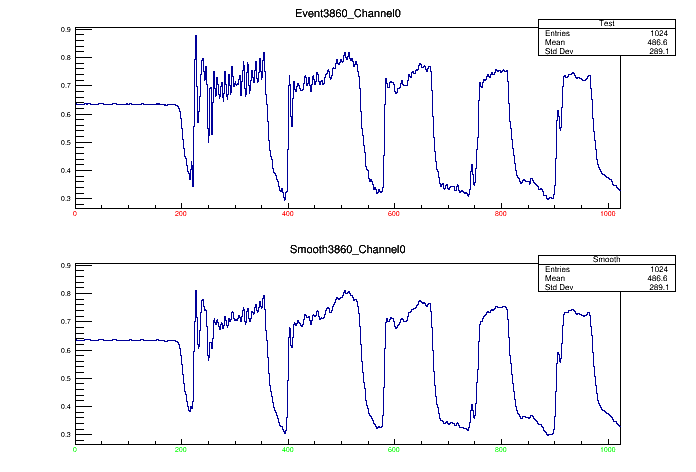 Event3860_Channel0
Test
Entries 1024
Mean 486.6
Std Dev 289.1
0.9
0.8
0.7
0.6
0.5
0.4
0.3
0 200 400 600 800 1000
Smooth3860_Channel0
Smooth
Entries 1024
Mean 486.6
Std Dev 289.1
0.9
0.8
0.7
0.6
0.5
0.4
0.3
0 200 400 600 800 1000